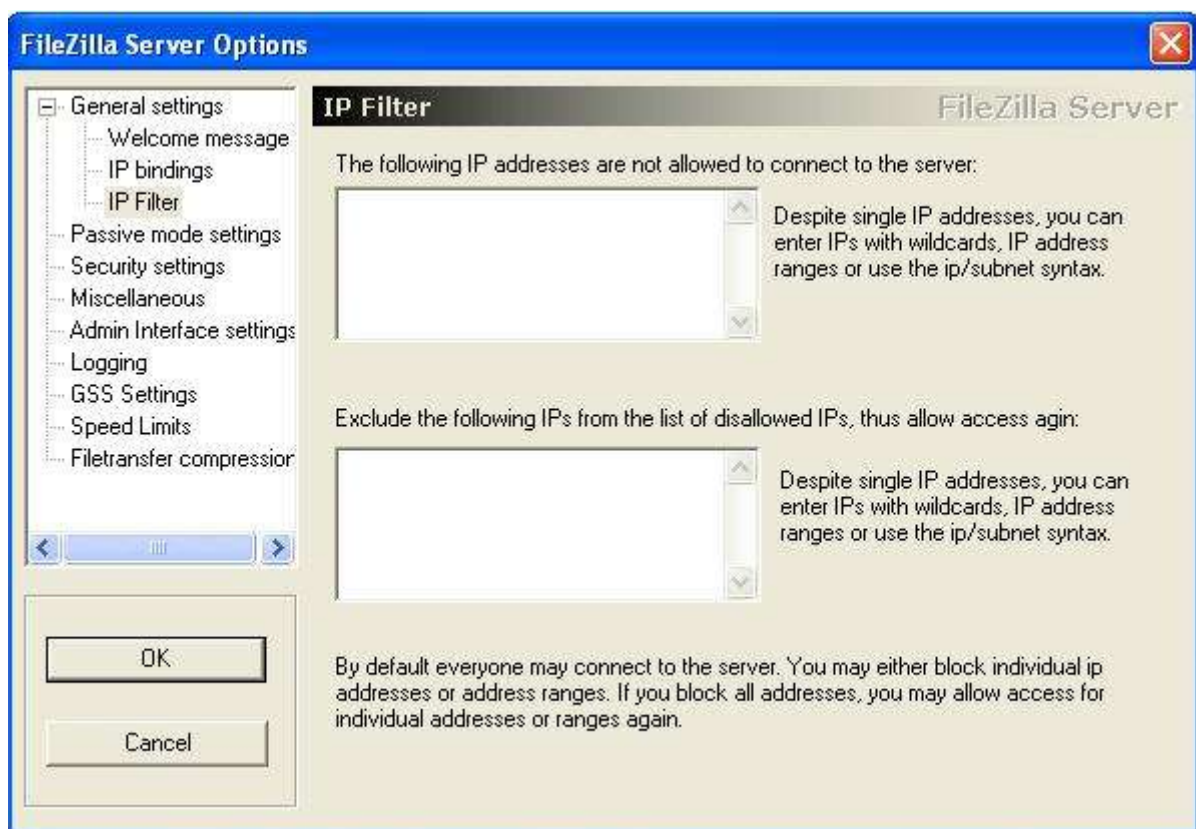 FileZilla Server Options
General settings
Welcome message
IP bindings
IP Filter
Passive mode settings
Security settings
Miscellaneous
Admin Interface settings
Logging
GSS Settings
Speed Limits
Filetransfer compression
OK
Cancel
IP Filter
FileZilla Server
The following IP addresses are not allowed to connect to the server:
Despite single IP addresses, you can
enter IPs with wildcards, IP address
ranges or use the ip/subnet syntax.
Exclude the following IPs from the list of disallowed IPs, thus allow access agin:
Despite single IP addresses, you can
enter IPs with wildcards, IP address
ranges or use the ip/subnet syntax.
By default everyone may connect to the server. You may either block individual ip
addresses or address ranges. If you block all addresses, you may allow access for
individual addresses or ranges again.